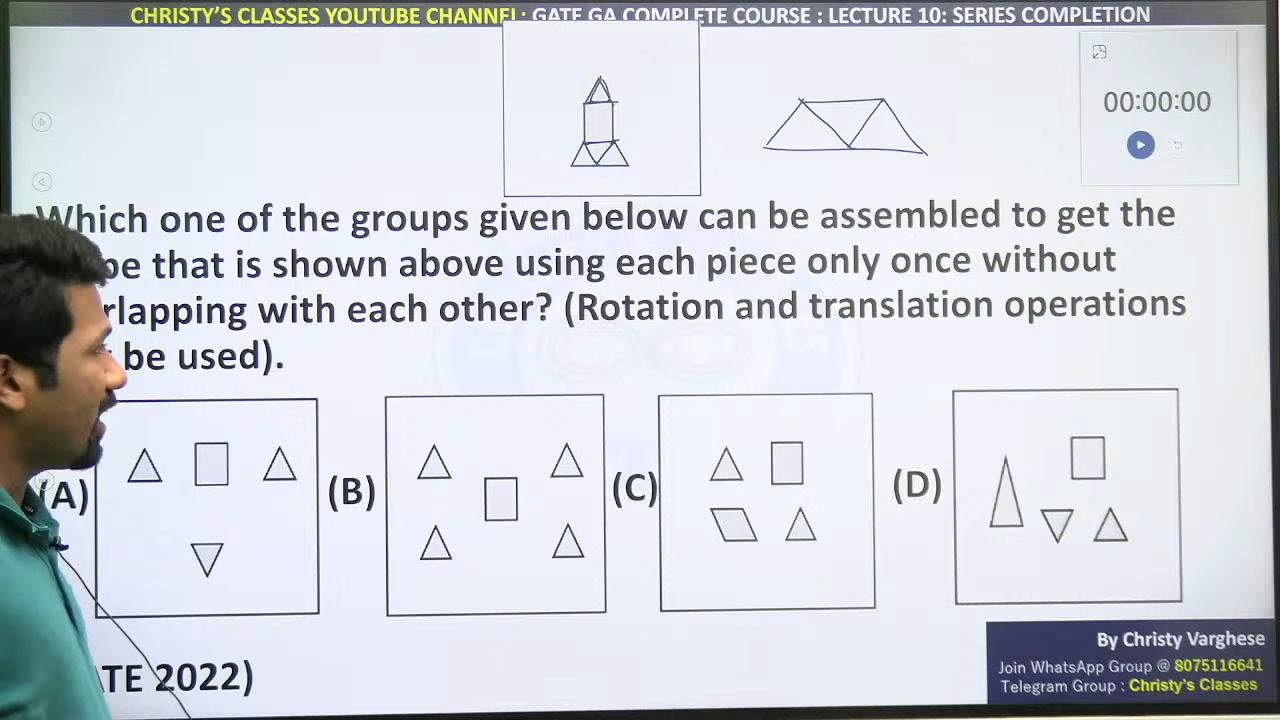 CHRISTY'S CLASSES YOUTUBE CHANNEL: GATE GA COMPLETE COURSE : LECTURE 10: SERIES COMPLETION
00:00:00
Which one of the groups given below can be assembled to get the
that is shown above using each piece only once without
with each other? (Rotation and translation operations
be used).
(A)
(B)
(C)
(D)
2022)
By Christy Varghese
Join WhatsApp Group @ 8075116641
Telegram Group : Christy's Classes